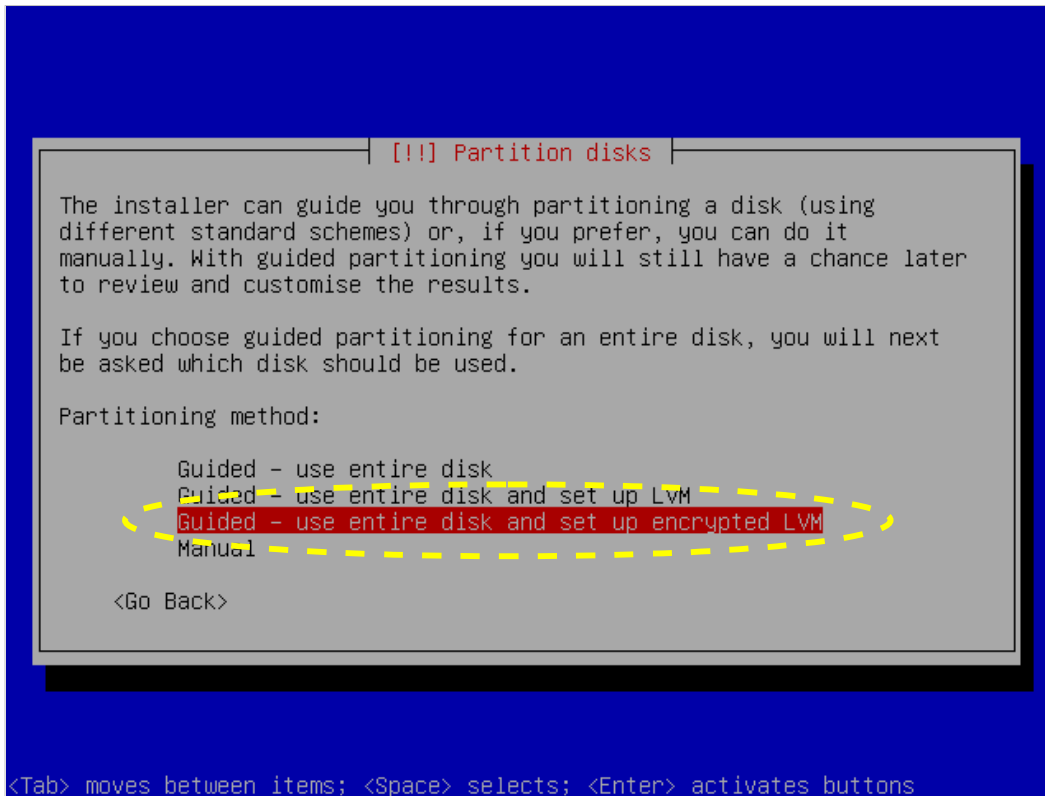 [!!] Partition disks
The installer can guide you through partitioning a disk (using
different standard schemes) or, if you prefer, you can do it
manually. With guided partitioning you will still have a chance later
to review and customise the results.
If you choose guided partitioning for an entire disk, you will next
be asked which disk should be used.
Partitioning method:
Guided – use entire disk
Guided – use entire disk and set up LVM
Guided – use entire disk and set up encrypted LVM
Manual
<Go Back>
<Tab> moves between items; <Space> selects; <Enter> activates buttons